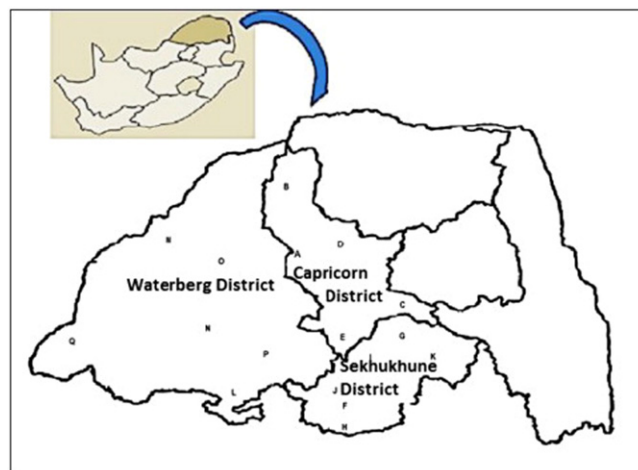 B
N
D
A
O
Capricorn
Waterberg District
District
C
N
E
G
Q
P
K
Sekhukhune
J District
L
F
H